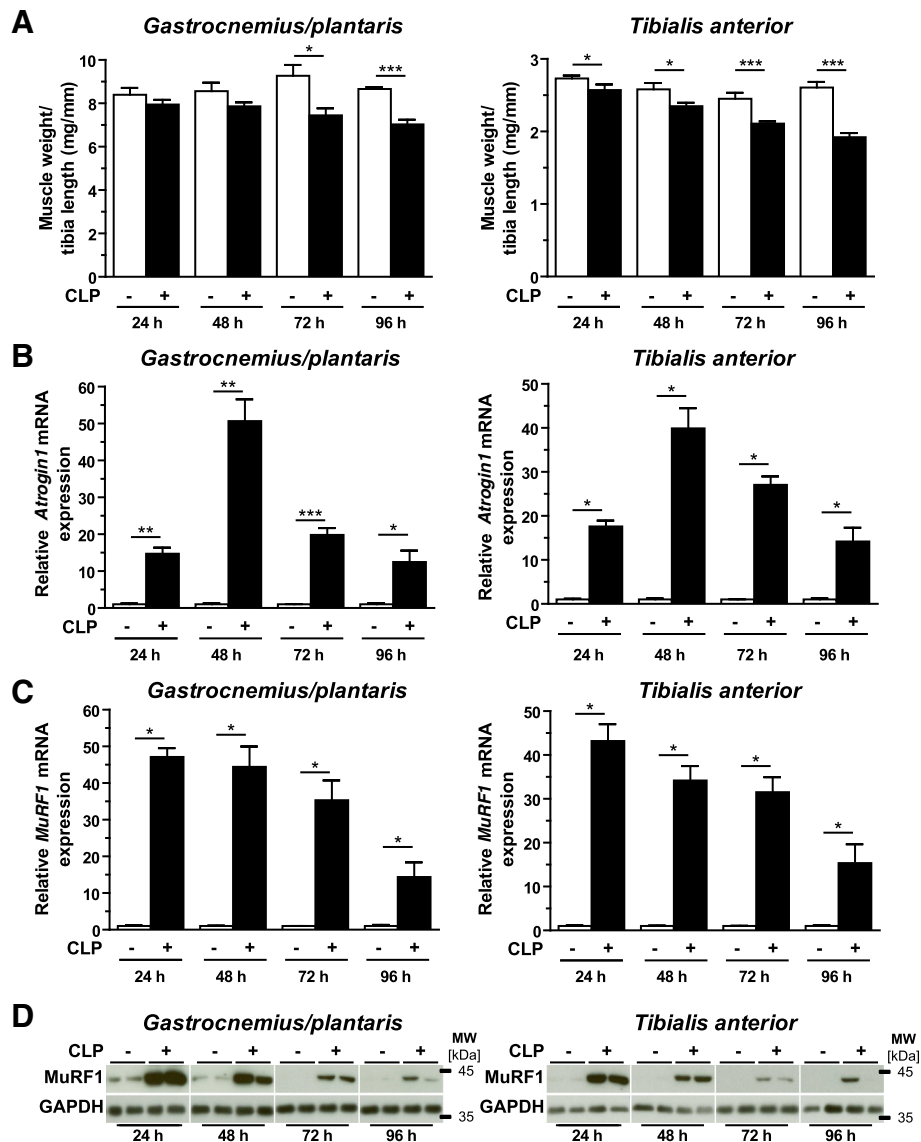 A
Gastrocnemius/plantaris
Tibialis anterior
Muscle weight/
tibia length (mg/mm)
10
8
6
4
2
0
* ***
CLP - + - + - + - +
24 h 48 h 72 h 96 h
Muscle weight/
tibia length (mg/mm)
3
2
1
0
* * *** ***
CLP - + - + - + - +
24 h 48 h 72 h 96 h
B
Gastrocnemius/plantaris
Tibialis anterior
Relative Atrogin1 mRNA
expression
60
50
40
30
20
10
0
** ** *** *
CLP - + - + - + - +
24 h 48 h 72 h 96 h
Relative Atrogin1 mRNA
expression
50
40
30
20
10
0
* * * *
CLP - + - + - + - +
24 h 48 h 72 h 96 h
C
Gastrocnemius/plantaris
Tibialis anterior
Relative MuRF1 mRNA
expression
60
50
40
30
20
10
0
* * * *
CLP - + - + - + - +
24 h 48 h 72 h 96 h
Relative MuRF1 mRNA
expression
50
40
30
20
10
0
* * * *
CLP - + - + - + - +
24 h 48 h 72 h 96 h
D
Gastrocnemius/plantaris
Tibialis anterior
CLP - + - + - + - + MW
[kDa]
MuRF1 45
GAPDH 35
24 h 48 h 72 h 96 h
CLP - + - + - + - + MW
[kDa]
MuRF1 45
GAPDH 35
24 h 48 h 72 h 96 h